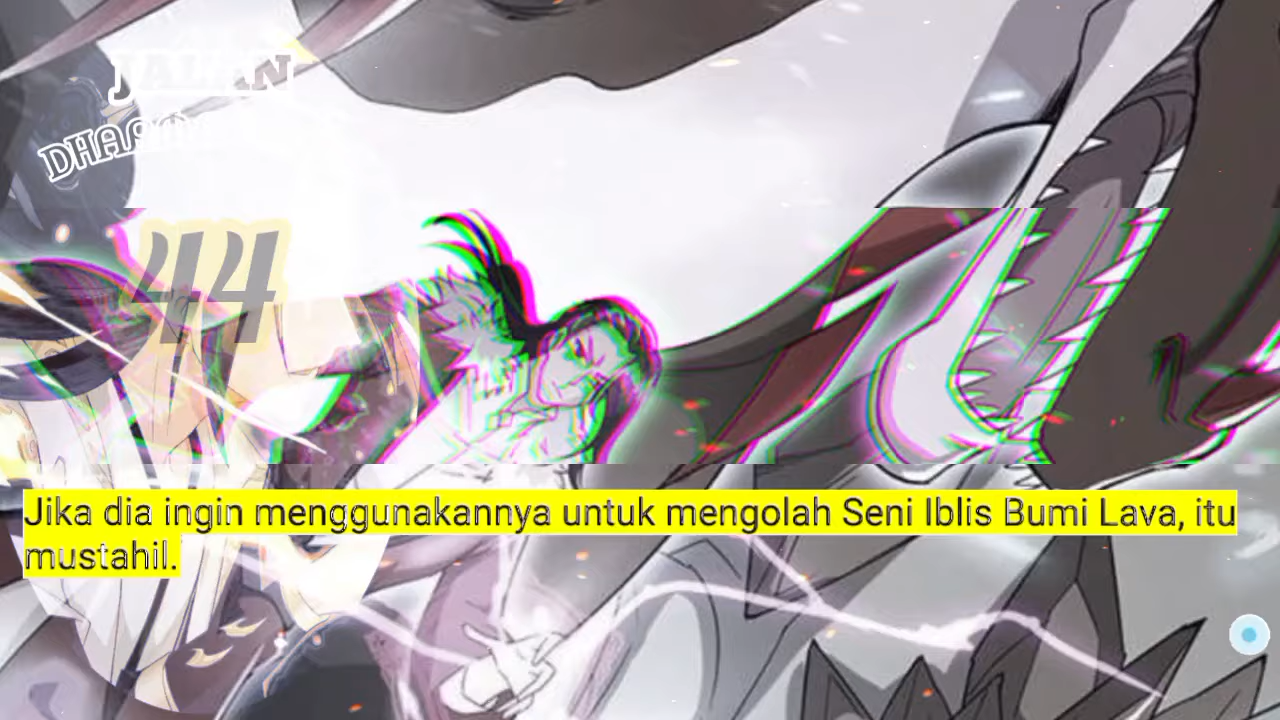 JALAN
44
Jika dia ingin menggunakannya untuk mengolah Seni Iblis Bumi Lava, itu
mustahil.